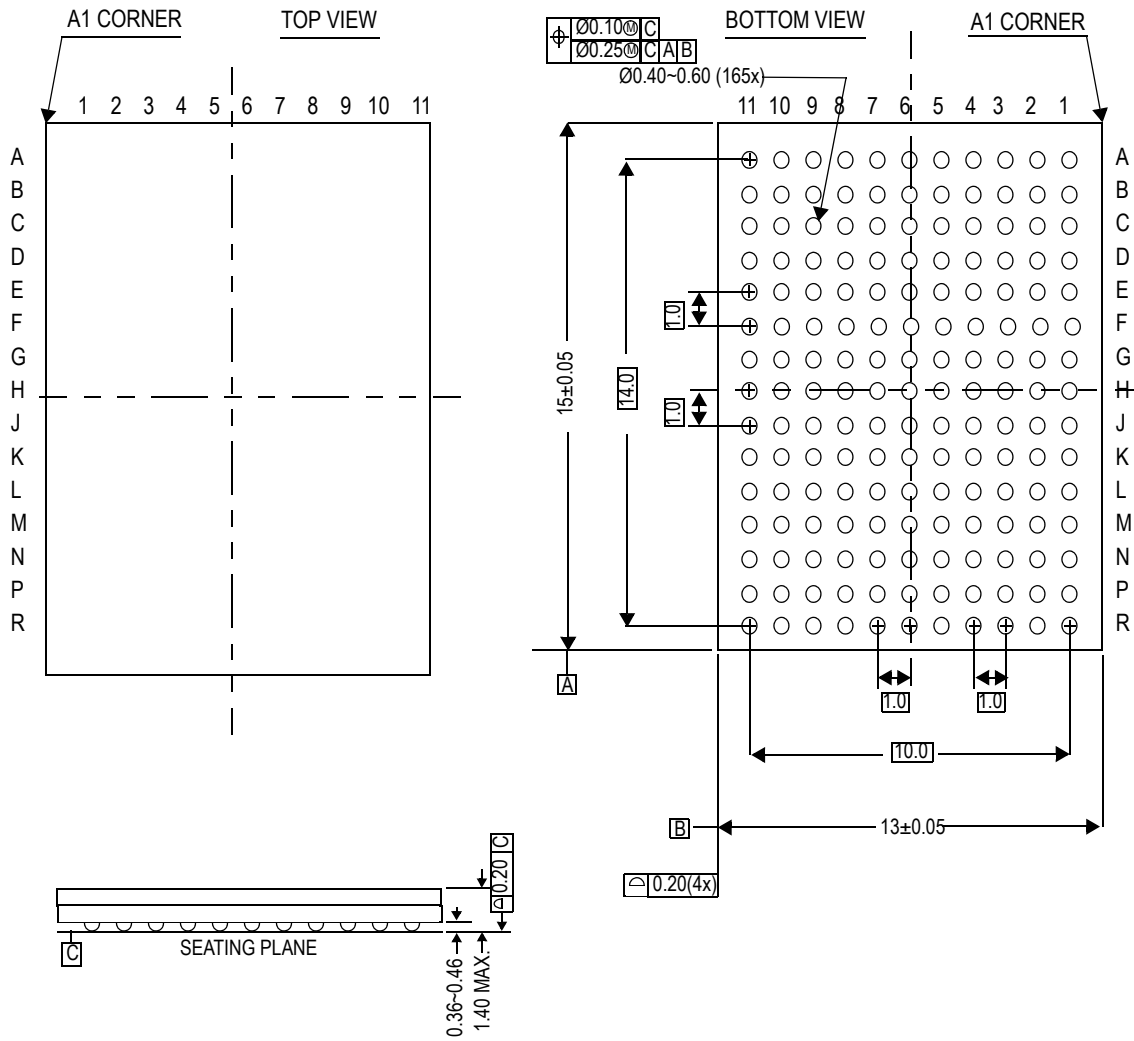 A1 CORNER
TOP VIEW
1 2 3 4 5 6 7 8 9 10 11
A
B
C
D
E
F
G
H
J
K
L
M
N
P
R
Ø0.10Ⓜ C
Ø0.25Ⓜ C A B
Ø0.40~0.60 (165x)
BOTTOM VIEW
A1 CORNER
11 10 9 8 7 6 5 4 3 2 1
A
B
C
D
E
F
G
H
J
K
L
M
N
P
R
1.0
1.0
14.0
15±0.05
A
1.0
1.0
10.0
B
13±0.05
0.20(4x)
0.20 C
C
SEATING PLANE
0.36~0.46
1.40 MAX.